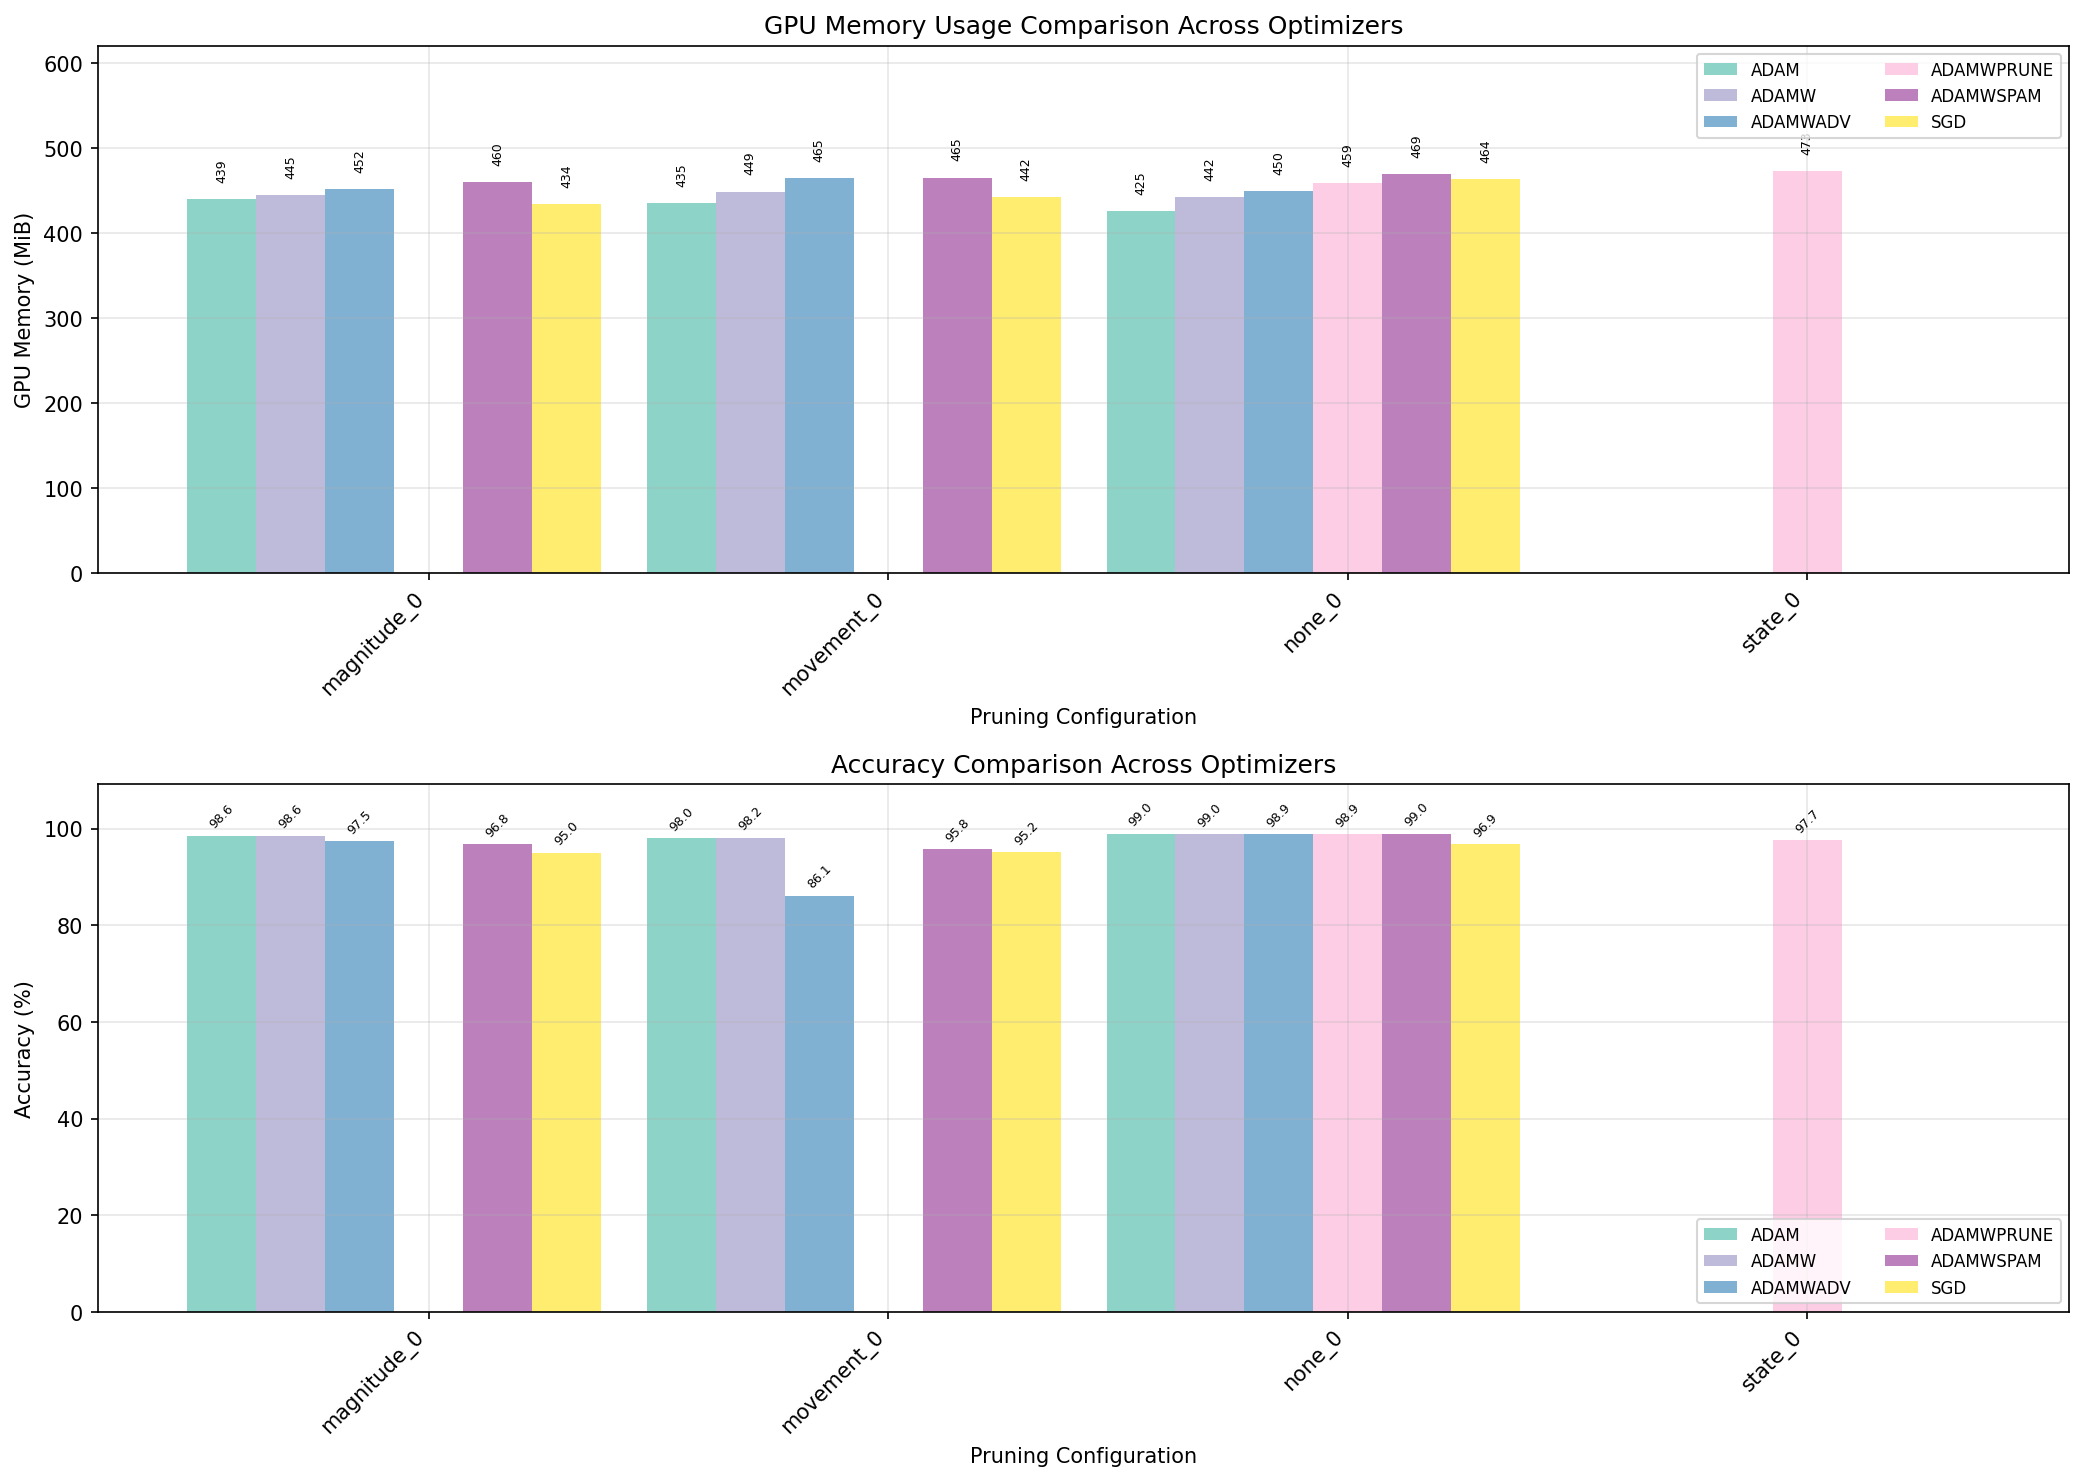 GPU Memory Usage Comparison Across Optimizers
GPU Memory (MiB)
600
500
400
300
200
100
0
439
445
452
460
434
435
449
465
465
442
425
442
450
459
469
464
ADAM
ADAMW
ADAMWADV
ADAMWPRUNE
ADAMWSPAM
SGD
magnitude_0
movement_0
none_0
state_0
Pruning Configuration
Accuracy Comparison Across Optimizers
Accuracy (%)
100
80
60
40
20
0
98.6
98.6
97.5
96.8
95.0
98.0
98.2
86.1
95.8
95.2
99.0
99.0
98.9
98.9
99.0
96.9
97.7
ADAM
ADAMW
ADAMWADV
ADAMWPRUNE
ADAMWSPAM
SGD
magnitude_0
movement_0
none_0
state_0
Pruning Configuration